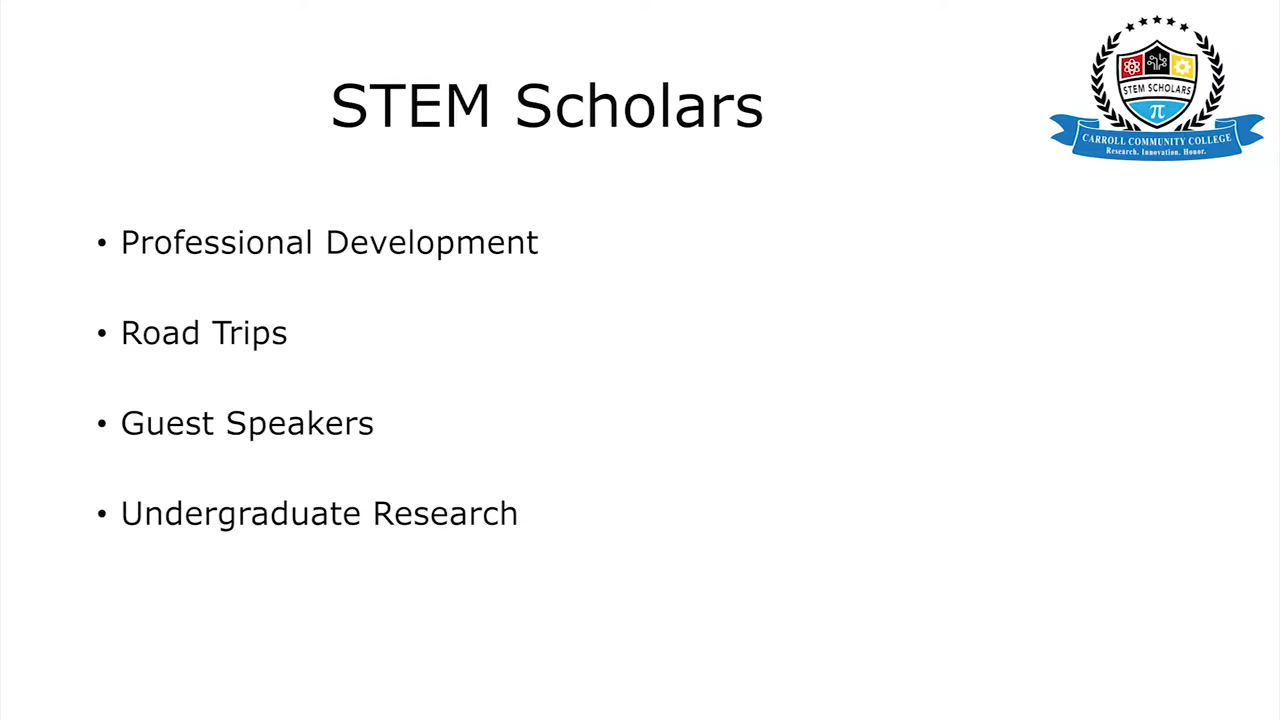 STEM Scholars
STEM SCHOLARS
π
CARROLL COMMUNITY COLLEGE
Research. Innovation. Honor.
• Professional Development
• Road Trips
• Guest Speakers
• Undergraduate Research